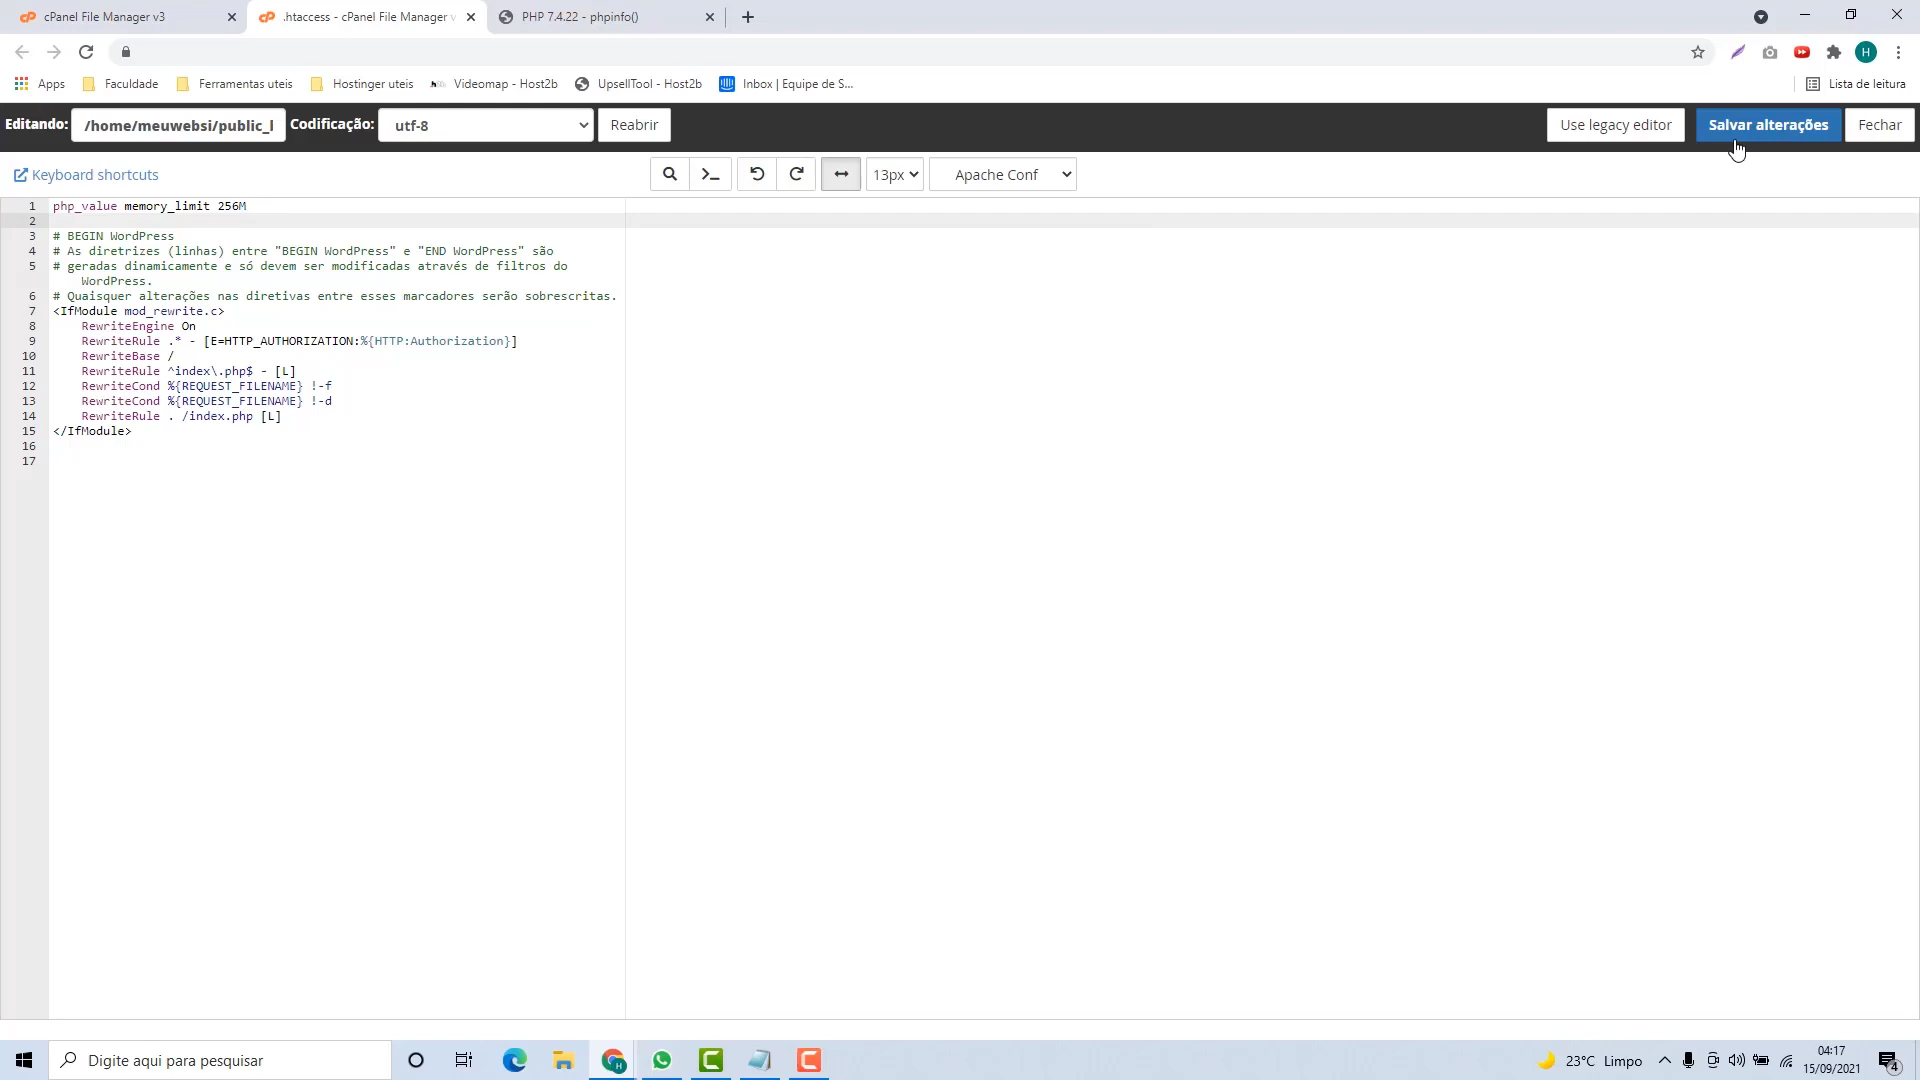 cPanel File Manager v3
.htaccess - cPanel File Manager v
PHP 7.4.22 - phpinfo()
H
Apps
Faculdade
Ferramentas uteis
Hostinger uteis
Videomap - Host2b
UpsellTool - Host2b
Inbox | Equipe de S...
Lista de leitura
Editando:
/home/meuwebsi/public_l
Codificação:
utf-8
Reabrir
Use legacy editor
Salvar alterações
Fechar
Keyboard shortcuts
13px
Apache Conf
1 php_value memory_limit 256M
2
3 # BEGIN WordPress
4 # As diretrizes (linhas) entre "BEGIN WordPress" e "END WordPress" são
5 # geradas dinamicamente e só devem ser modificadas através de filtros do
WordPress.
6 # Quaisquer alterações nas diretivas entre esses marcadores serão sobrescritas.
7 <IfModule mod_rewrite.c>
8 RewriteEngine On
9 RewriteRule .* - [E=HTTP_AUTHORIZATION:%{HTTP:Authorization}]
10 RewriteBase /
11 RewriteRule ^index\.php$ - [L]
12 RewriteCond %{REQUEST_FILENAME} !-f
13 RewriteCond %{REQUEST_FILENAME} !-d
14 RewriteRule . /index.php [L]
15 </IfModule>
16
17
Digite aqui para pesquisar
23°C Limpo
04:17
15/09/2021
4